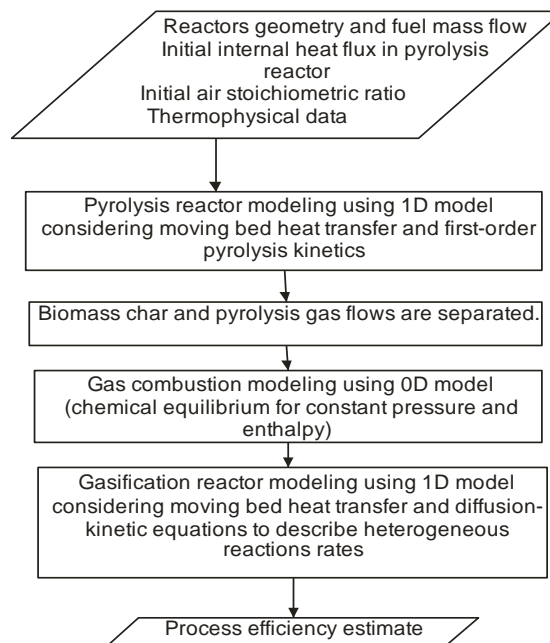 Reactors geometry and fuel mass flow
Initial internal heat flux in pyrolysis
reactor
Initial air stoichiometric ratio
Thermophysical data
Pyrolysis reactor modeling using 1D model
considering moving bed heat transfer and first-order
pyrolysis kinetics
Biomass char and pyrolysis gas flows are separated.
Gas combustion modeling using 0D model
(chemical equilibrium for constant pressure and
enthalpy)
Gasification reactor modeling using 1D model
considering moving bed heat transfer and diffusion-
kinetic equations to describe heterogeneous
reactions rates
Process efficiency estimate